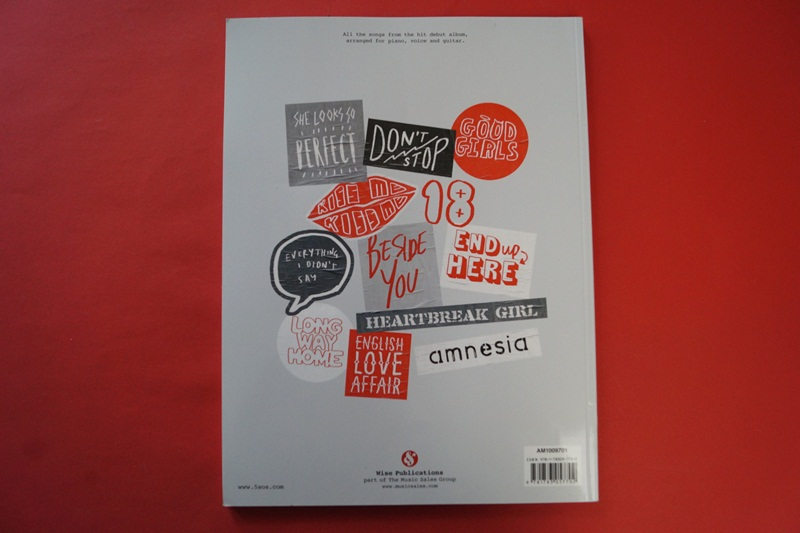 All the songs from the hit debut album,
arranged for piano, voice and guitar.
SHE LOOKS SO
PERFECT
DON'T
STOP
GOOD
GIRLS
KISS ME
KISS ME
18
EVERYTHING
I DIDN'T
SAY
BESIDE
YOU
END up
HERE
HEARTBREAK GIRL
LONG
WAY
HOME
ENGLISH
LOVE
AFFAIR
amnesia
Wise Publications
part of The Music Sales Group
www.musicsales.com
www.5sos.com
AM1009701